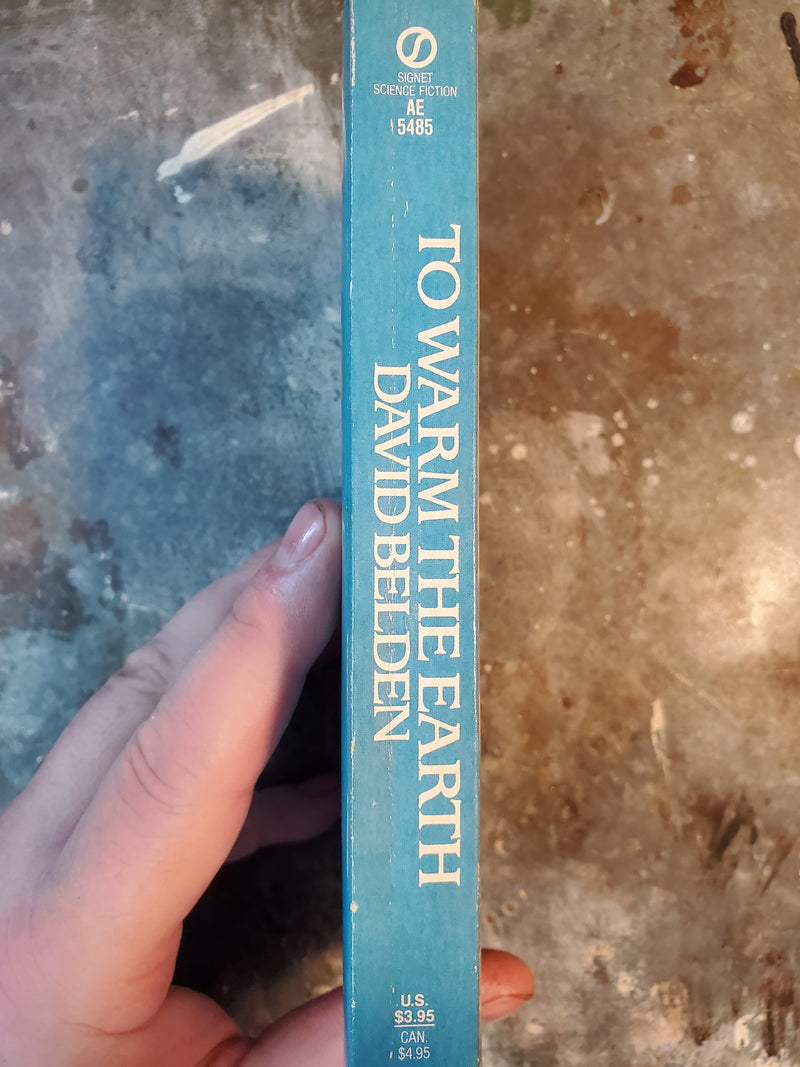 SIGNET
SCIENCE FICTION
AE
5485
TO WARM THE EARTH
DAVID BELDEN
U.S.
$3.95
CAN.
$4.95